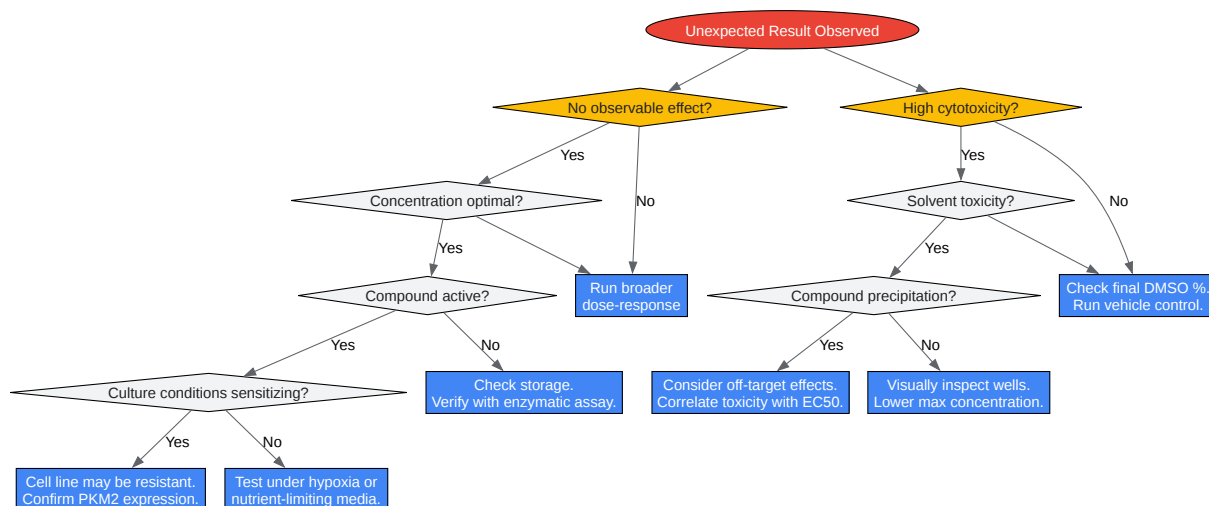 Unexpected Result Observed
No observable effect?
High cytotoxicity?
Yes
Yes
No
No
Concentration optimal?
Solvent toxicity?
Yes
Yes
Compound active?
Run broader
dose-response
Compound precipitation?
Check final DMSO %.
Run vehicle control.
Yes
No
Yes
No
Culture conditions sensitizing?
Check storage.
Verify with enzymatic assay.
Consider off-target effects.
Correlate toxicity with EC50.
Visually inspect wells.
Lower max concentration.
Yes
No
Cell line may be resistant.
Confirm PKM2 expression.
Test under hypoxia or
nutrient-limiting media.